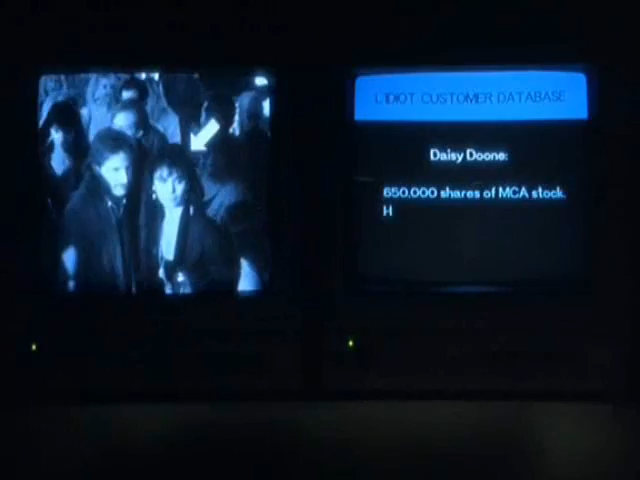 L'IDIOT CUSTOMER DATABASE
Daisy Doone:
650,000 shares of MCA stock.
H